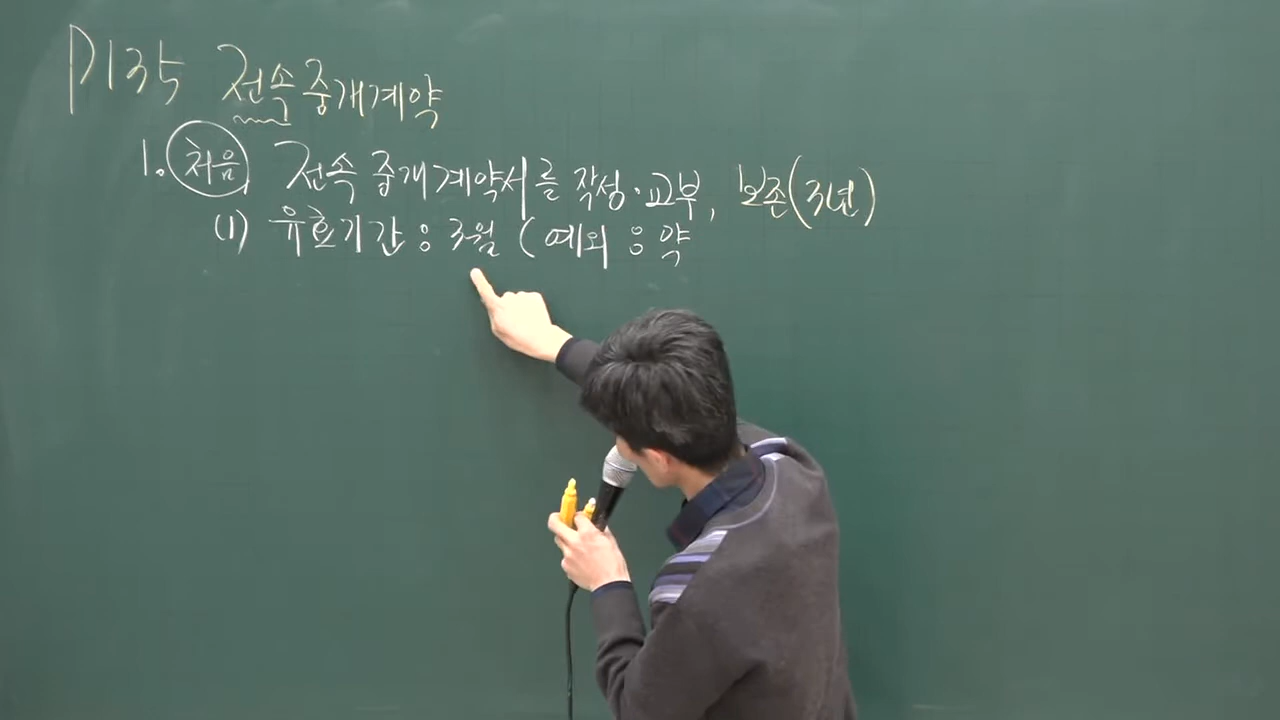 P135 전속중개계약
1. 처음 전속중개계약서를 작성·교부, 보존(3년)
(1) 유효기간 : 3월 (예외 : 약